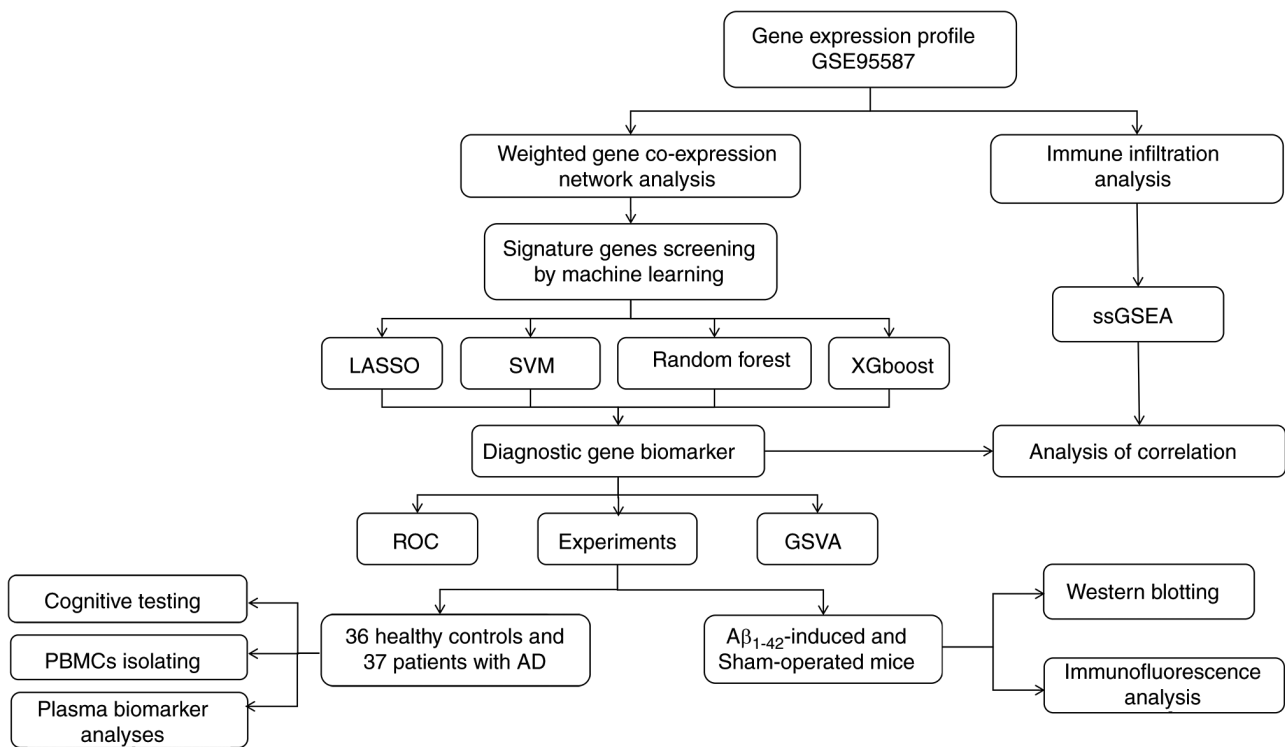 Gene expression profile
GSE95587
Weighted gene co-expression
network analysis
Immune infiltration
analysis
Signature genes screening
by machine learning
ssGSEA
LASSO
SVM
Random forest
XGboost
Diagnostic gene biomarker
Analysis of correlation
ROC
Experiments
GSVA
Cognitive testing
PBMCs isolating
Plasma biomarker
analyses
36 healthy controls and
37 patients with AD
Aβ1-42-induced and
Sham-operated mice
Western blotting
Immunofluorescence
analysis